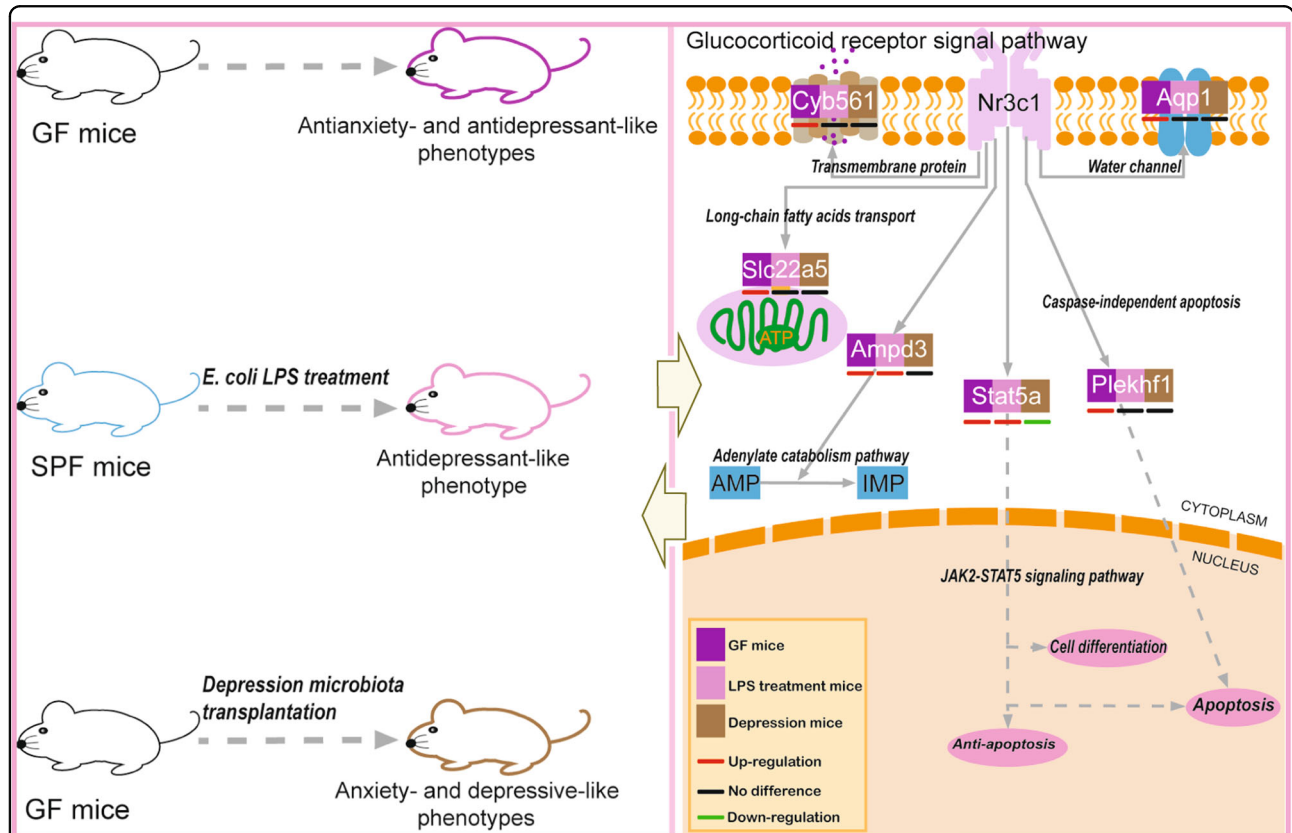 GF mice
Antianxiety- and antidepressant-like
phenotypes
E. coli LPS treatment
SPF mice
Antidepressant-like
phenotype
Depression microbiota
transplantation
GF mice
Anxiety- and depressive-like
phenotypes
Glucocorticoid receptor signal pathway
Cyb561
Nr3c1
Aqp1
Transmembrane protein
Water channel
Long-chain fatty acids transport
Slc22a5
ATP
Caspase-independent apoptosis
Ampd3
Stat5a
Plekhf1
Adenylate catabolism pathway
AMP
IMP
CYTOPLASM
NUCLEUS
JAK2-STAT5 signaling pathway
Cell differentiation
Apoptosis
Anti-apoptosis
GF mice
LPS treatment mice
Depression mice
Up-regulation
No difference
Down-regulation